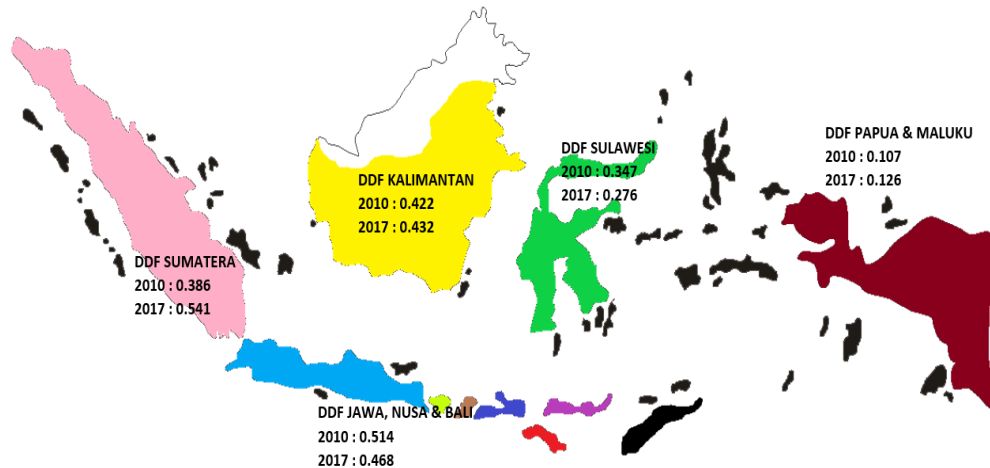 DDF SUMATERA
2010 : 0.386
2017 : 0.541
DDF KALIMANTAN
2010 : 0.422
2017 : 0.432
DDF SULAWESI
2010 : 0.347
2017 : 0.276
DDF PAPUA & MALUKU
2010 : 0.107
2017 : 0.126
DDF JAWA, NUSA & BALI
2010 : 0.514
2017 : 0.468